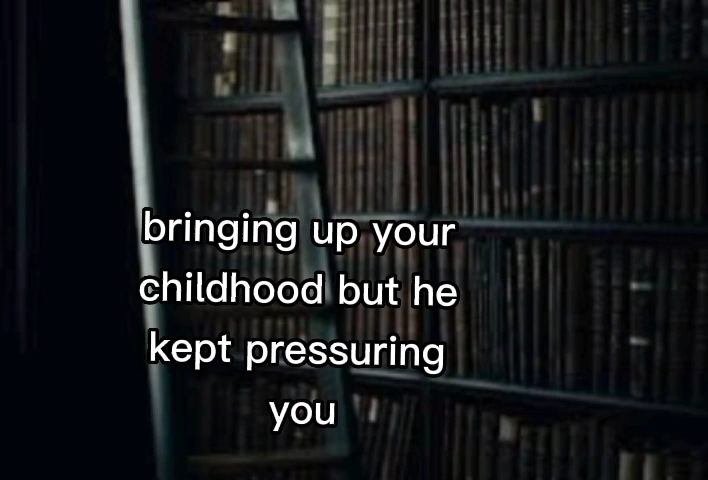 bringing up your
childhood but he
kept pressuring
you